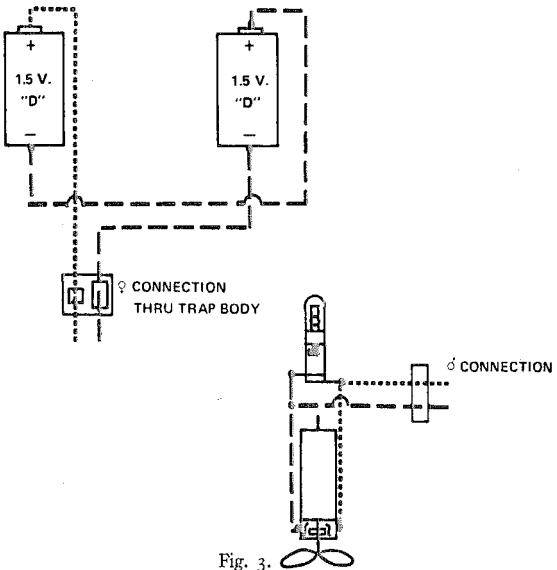 +
1.5 V.
"D"
—
+
1.5 V.
"D"
—
♀ CONNECTION
THRU TRAP BODY
♂ CONNECTION
Fig. 3.